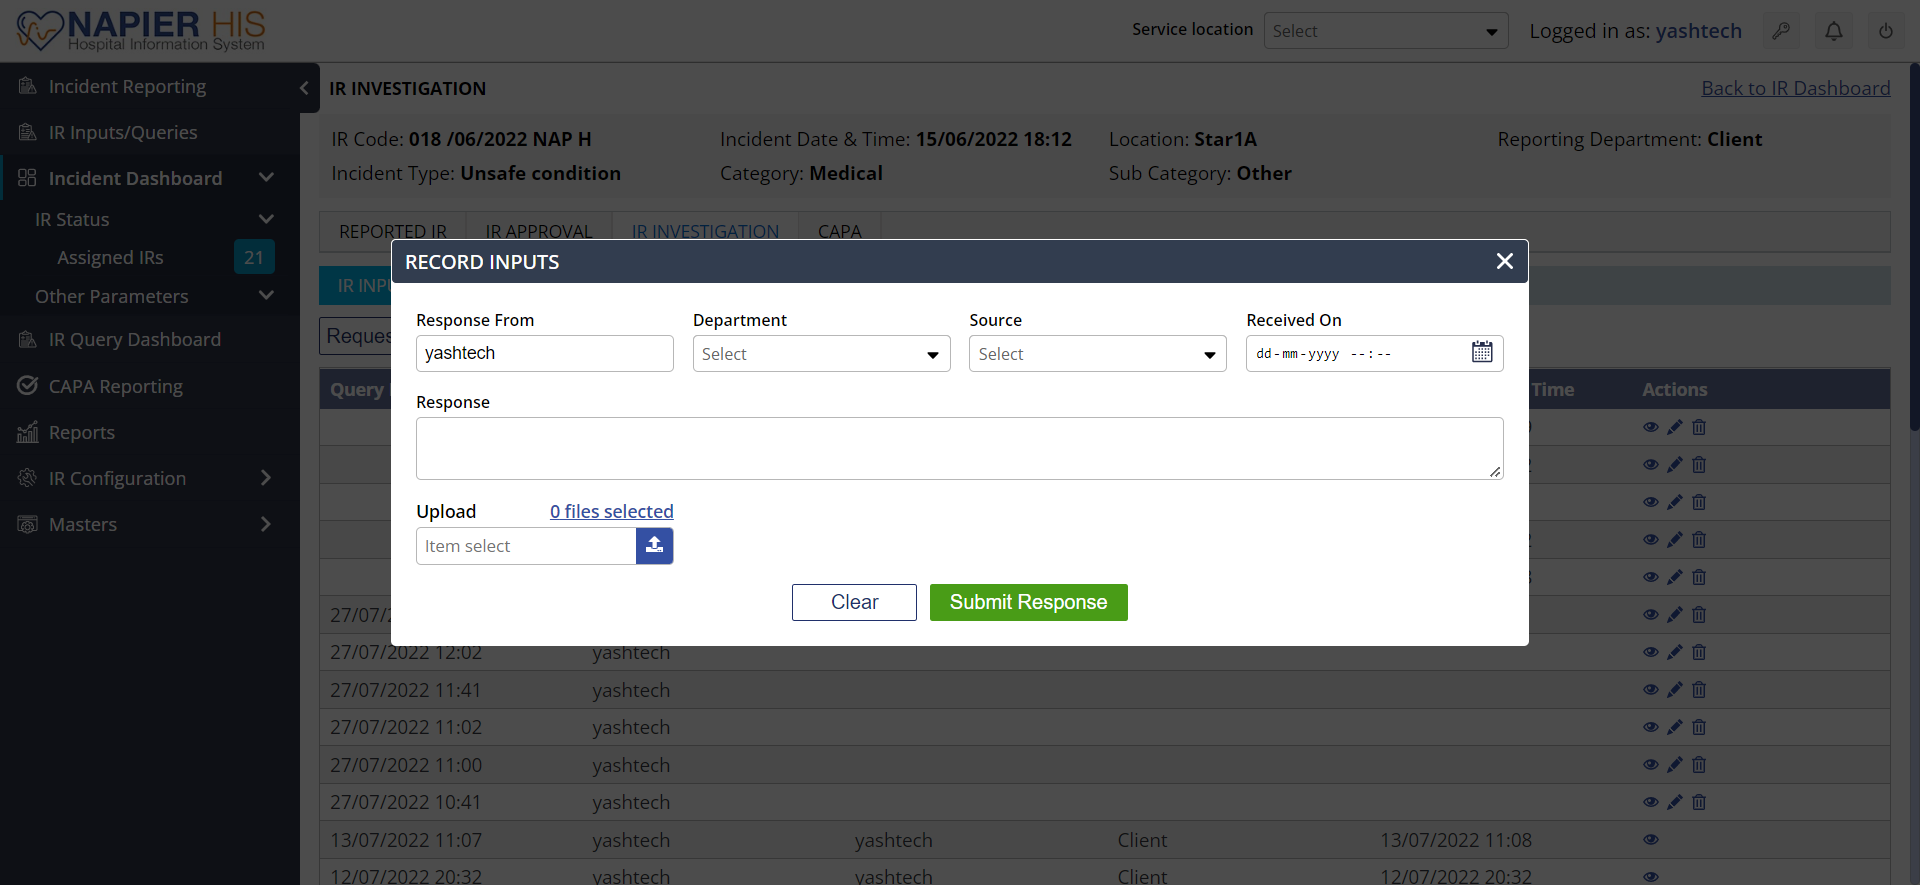 NAPIER HIS
Hospital Information System
Service location
Select
Logged in as: yashtech
Incident Reporting
IR Inputs/Queries
Incident Dashboard
IR Status
Assigned IRs 21
Other Parameters
IR Query Dashboard
CAPA Reporting
Reports
IR Configuration
Masters
IR INVESTIGATION
Back to IR Dashboard
IR Code: 018 /06/2022 NAP H
Incident Date & Time: 15/06/2022 18:12
Location: Star1A
Reporting Department: Client
Incident Type: Unsafe condition
Category: Medical
Sub Category: Other
REPORTED IR
IR APPROVAL
IR INVESTIGATION
CAPA
RECORD INPUTS
Response From
yashtech
Department
Select
Source
Select
Received On
dd-mm-yyyy --:--
Response
Upload
0 files selected
Item select
Clear
Submit Response
IR
Query
Time
Actions
27/07/2022 12:02 yashtech
27/07/2022 11:41 yashtech
27/07/2022 11:02 yashtech
27/07/2022 11:00 yashtech
27/07/2022 10:41 yashtech
13/07/2022 11:07 yashtech yashtech Client 13/07/2022 11:08
12/07/2022 20:32 yashtech yashtech Client 12/07/2022 20:32